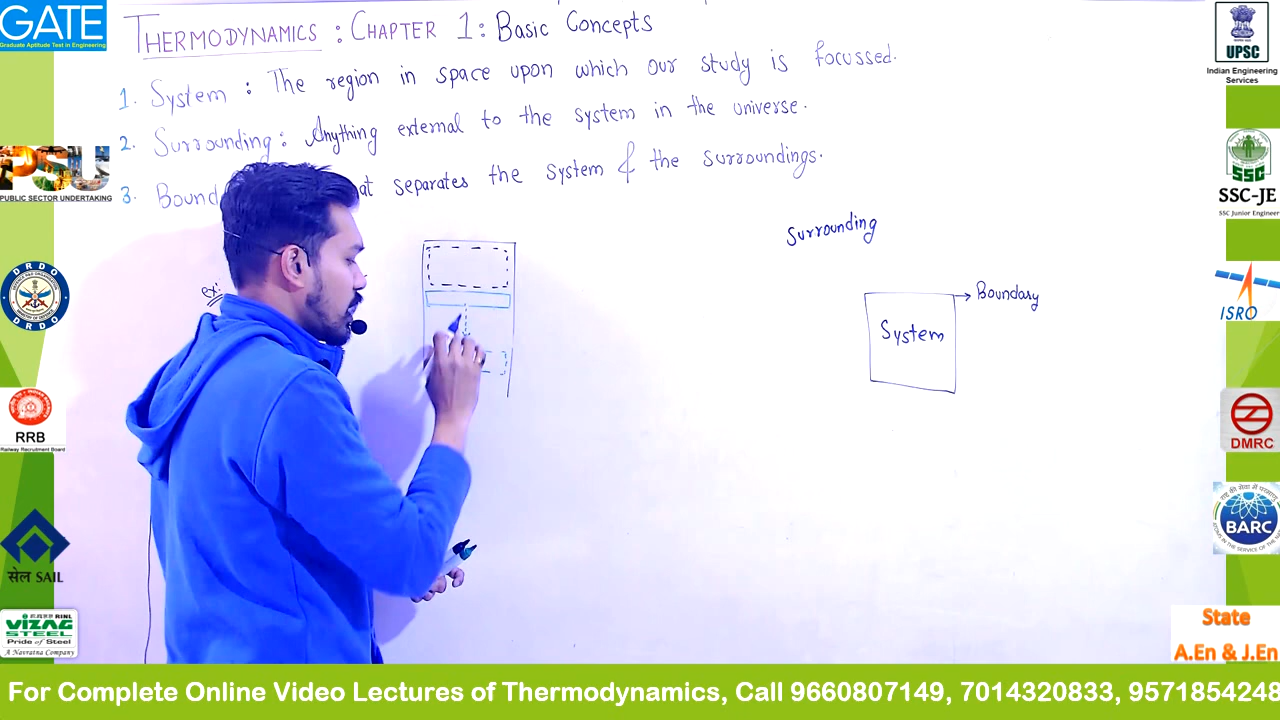 GATE
Graduate Aptitude Test in Engineering
THERMODYNAMICS : CHAPTER 1 : Basic Concepts
1. System : The region in space upon which our study is focussed.
2. Surrounding : Anything external to the system in the universe.
3. Bound at separates the System & the surroundings.
ex:
Surrounding
Boundary
System
PSU
PUBLIC SECTOR UNDERTAKING
DRDO
RRB
Railway Recruitment Board
सेल SAIL
RINL
VIZAG
STEEL
Pride of Steel
A Navratna Company
UPSC
Indian Engineering
Services
SSC
SSC-JE
SSC Junior Engineer
ISRO
DMRC
BARC
State
A.En & J.En
For Complete Online Video Lectures of Thermodynamics, Call 9660807149, 7014320833, 9571854248